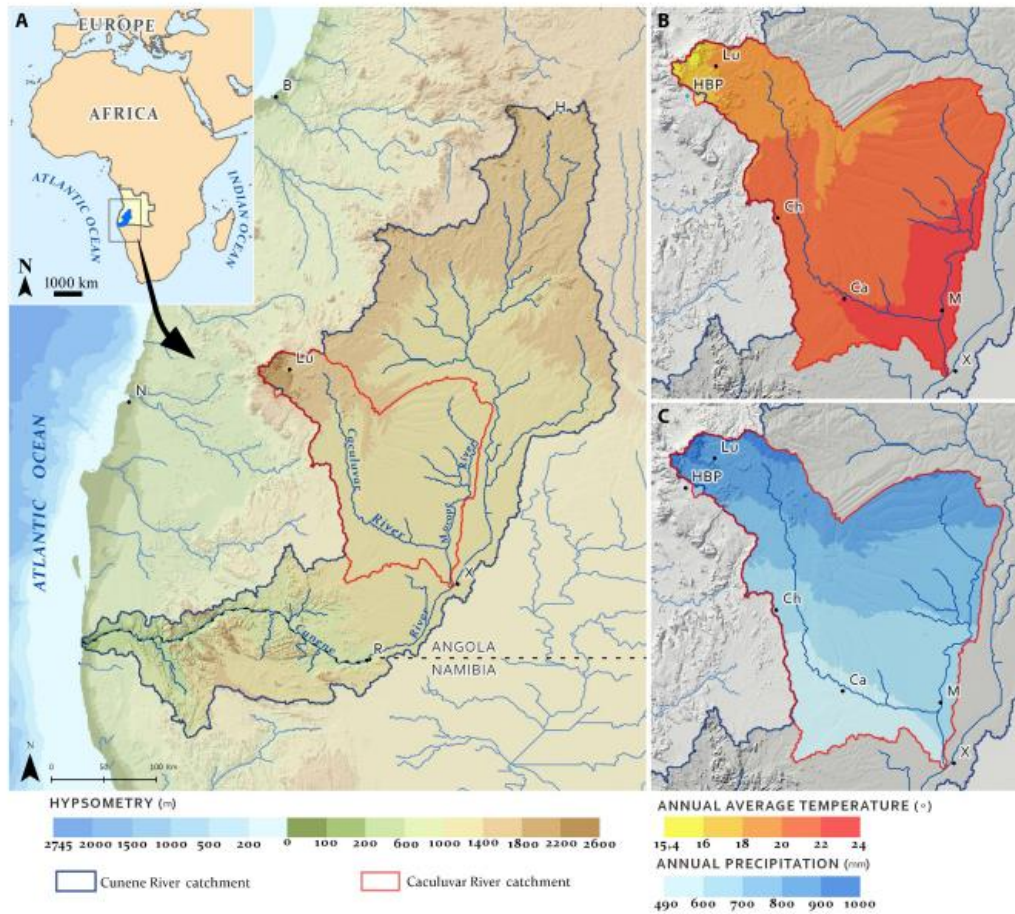 A
EUROPE
AFRICA
ATLANTIC OCEAN
INDIAN OCEAN
N
1000 km
B
H
Lu
N
ATLANTIC OCEAN
Caculuvar
River
Mucope
River
X
Cunene
R
River
ANGOLA
NAMIBIA
N
0 50 100 Km
B
Lu
HBP
Ch
Ca
M
X
C
Lu
HBP
Ch
Ca
M
X
HYPSOMETRY (m)
2745 2000 1500 1000 500 200 0 100 200 600 1000 1400 1800 2200 2600
Cunene River catchment
Caculuvar River catchment
ANNUAL AVERAGE TEMPERATURE (°)
15,4 16 18 20 22 24
ANNUAL PRECIPITATION (mm)
490 600 700 800 900 1000